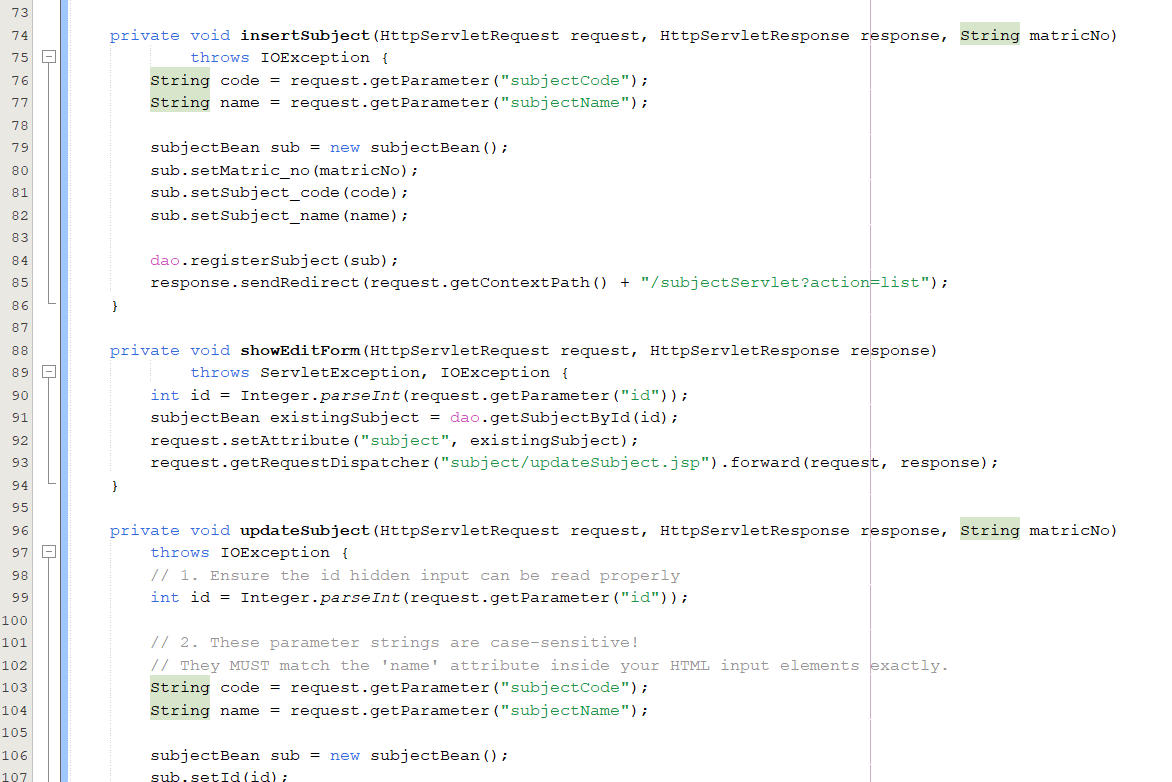 73
74 private void insertSubject(HttpServletRequest request, HttpServletResponse response, String matricNo)
75 throws IOException {
76 String code = request.getParameter("subjectCode");
77 String name = request.getParameter("subjectName");
78
79 subjectBean sub = new subjectBean();
80 sub.setMatric_no(matricNo);
81 sub.setSubject_code(code);
82 sub.setSubject_name(name);
83
84 dao.registerSubject(sub);
85 response.sendRedirect(request.getContextPath() + "/subjectServlet?action=list");
86 }
87
88 private void showEditForm(HttpServletRequest request, HttpServletResponse response)
89 throws ServletException, IOException {
90 int id = Integer.parseInt(request.getParameter("id"));
91 subjectBean existingSubject = dao.getSubjectById(id);
92 request.setAttribute("subject", existingSubject);
93 request.getRequestDispatcher("subject/updateSubject.jsp").forward(request, response);
94 }
95
96 private void updateSubject(HttpServletRequest request, HttpServletResponse response, String matricNo)
97 throws IOException {
98 // 1. Ensure the id hidden input can be read properly
99 int id = Integer.parseInt(request.getParameter("id"));
100
101 // 2. These parameter strings are case-sensitive!
102 // They MUST match the 'name' attribute inside your HTML input elements exactly.
103 String code = request.getParameter("subjectCode");
104 String name = request.getParameter("subjectName");
105
106 subjectBean sub = new subjectBean();
107 sub.setId(id);